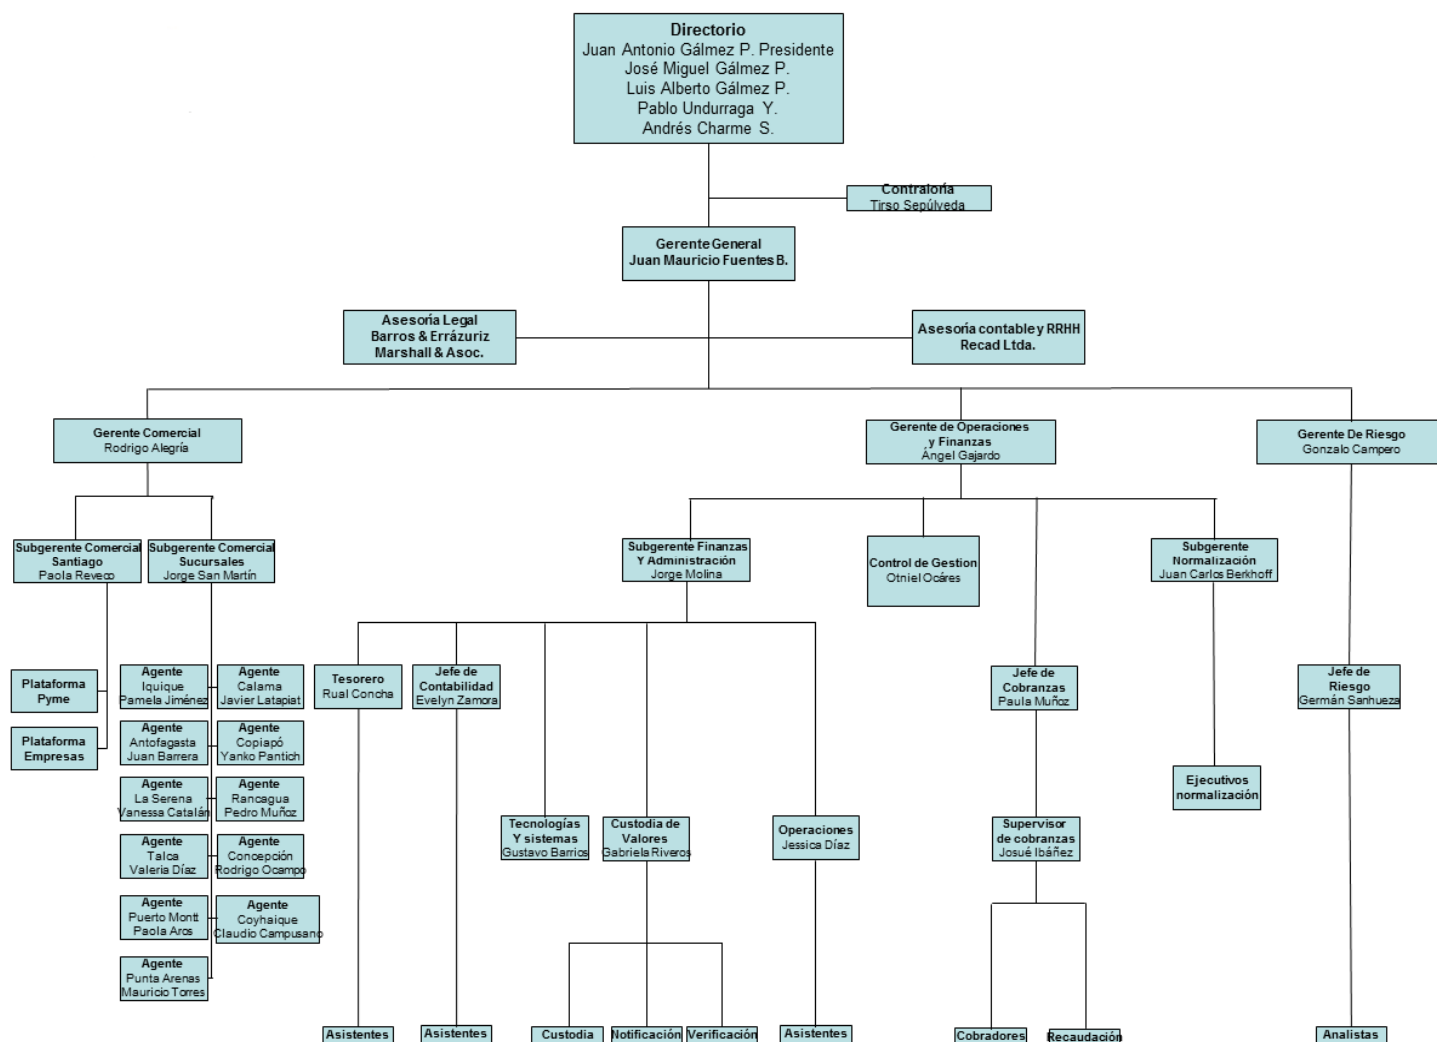 Directorio
Juan Antonio Gálmez P. Presidente
José Miguel Gálmez P.
Luis Alberto Gálmez P.
Pablo Undurraga Y.
Andrés Charme S.
Contraloría
Tirso Sepúlveda
Gerente General
Juan Mauricio Fuentes B.
Asesoría Legal
Barros & Errázuriz
Marshall & Asoc.
Asesoría contable y RRHH
Recad Ltda.
Gerente Comercial
Rodrigo Alegría
Gerente de Operaciones
y Finanzas
Ángel Gajardo
Gerente De Riesgo
Gonzalo Campero
Subgerente Comercial
Santiago
Paola Reveco
Subgerente Comercial
Sucursales
Jorge San Martín
Subgerente Finanzas
Y Administración
Jorge Molina
Control de Gestion
Otniel Ocáres
Subgerente
Normalización
Juan Carlos Berkhoff
Plataforma
Pyme
Plataforma
Empresas
Agente
Iquique
Pamela Jiménez
Agente
Calama
Javier Latapiat
Agente
Antofagasta
Juan Barrera
Agente
Copiapó
Yanko Pantich
Agente
La Serena
Vanessa Catalán
Agente
Rancagua
Pedro Muñoz
Agente
Talca
Valeria Díaz
Agente
Concepción
Rodrigo Ocampo
Agente
Puerto Montt
Paola Aros
Agente
Coyhaique
Claudio Campusano
Agente
Punta Arenas
Mauricio Torres
Tesorero
Rual Concha
Jefe de
Contabilidad
Evelyn Zamora
Jefe de
Cobranzas
Paula Muñoz
Jefe de
Riesgo
Germán Sanhueza
Ejecutivos
normalización
Tecnologías
Y sistemas
Gustavo Barrios
Custodia de
Valores
Gabriela Riveros
Operaciones
Jessica Díaz
Supervisor
de cobranzas
Josué Ibáñez
Asistentes
Asistentes
Custodia
Notificación
Verificación
Asistentes
Cobradores
Recaudación
Analistas